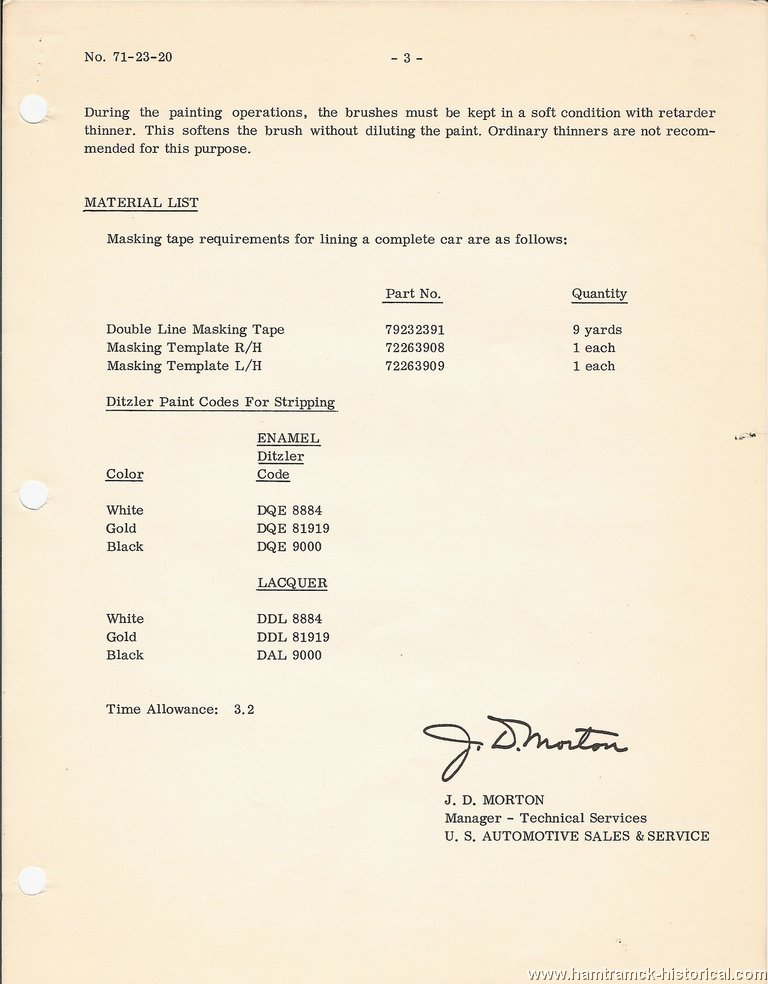 No. 71-23-20 - 3 -
During the painting operations, the brushes must be kept in a soft condition with retarder
thinner. This softens the brush without diluting the paint. Ordinary thinners are not recom-
mended for this purpose.
MATERIAL LIST
Masking tape requirements for lining a complete car are as follows:
Part No. Quantity
Double Line Masking Tape 79232391 9 yards
Masking Template R/H 72263908 1 each
Masking Template L/H 72263909 1 each
Ditzler Paint Codes For Stripping
ENAMEL
Ditzler
Color Code
White DQE 8884
Gold DQE 81919
Black DQE 9000
LACQUER
White DDL 8884
Gold DDL 81919
Black DAL 9000
Time Allowance: 3.2
J. D. Morton
J. D. MORTON
Manager - Technical Services
U. S. AUTOMOTIVE SALES & SERVICE
www.hamtramck-historical.com